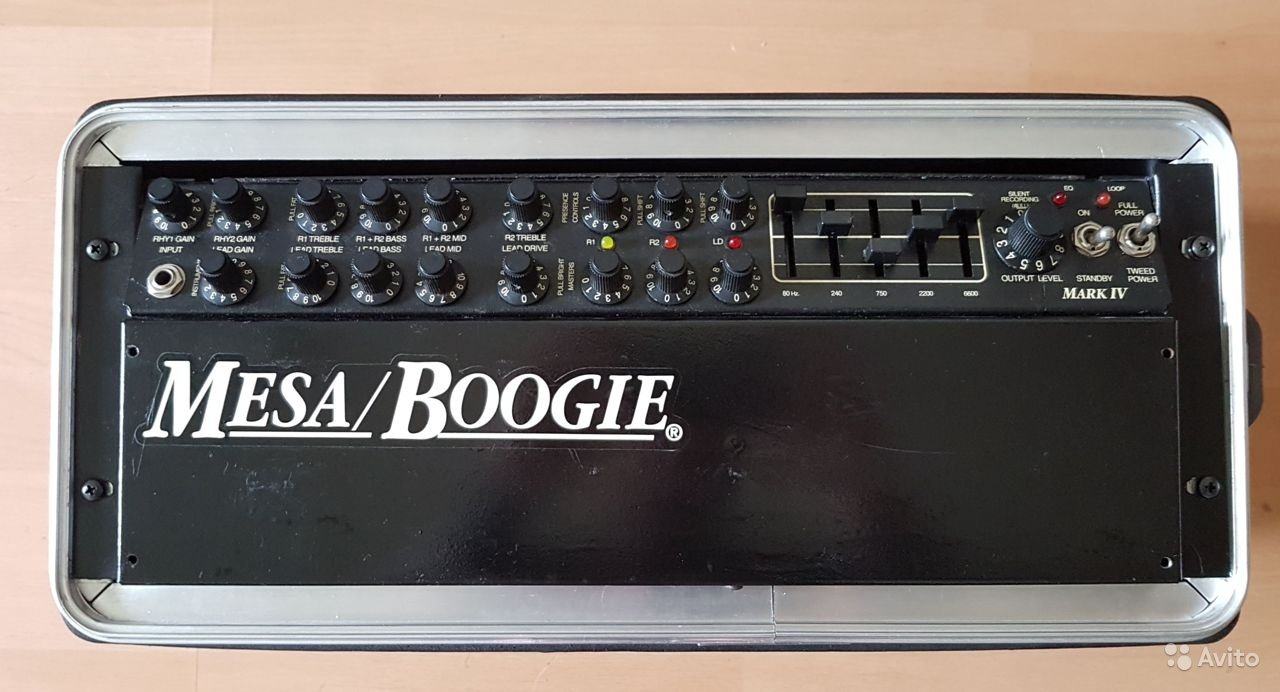 RHY1 GAIN
RHY2 GAIN
R1 TREBLE
R1 + R2 BASS
R1 + R2 MID
R2 TREBLE
INPUT
LEAD GAIN
LEAD TREBLE
LEAD BASS
LEAD MID
LEAD DRIVE
PRESENCE CONTROLS
PULL SHIFT
PULL SHIFT
R1
R2
LD
PULL BRIGHT
MASTERS
80 Hz.
240
750
2200
6600
SILENT
RECORDING
EQ
LOOP
ON
FULL
POWER
OUTPUT LEVEL
STANDBY
TWEED
POWER
MARK IV
MESA/BOOGIE®
Avito